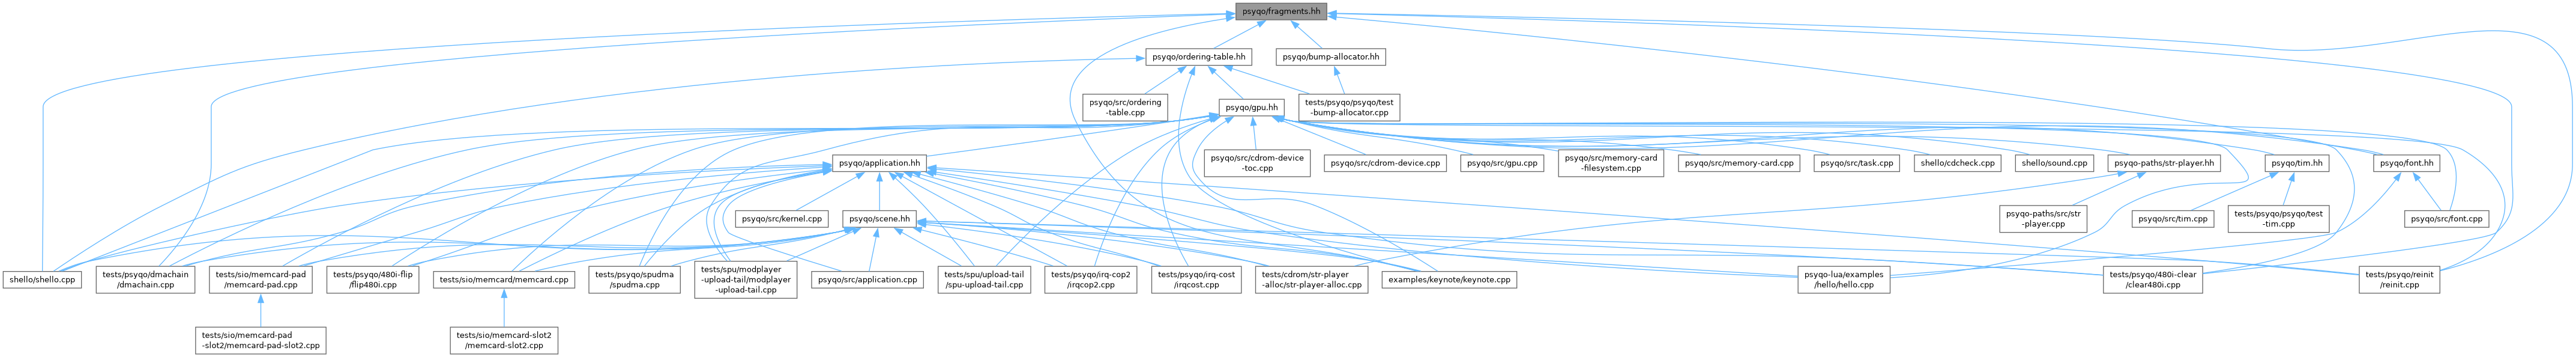 psyqo/fragments.hh
psyqo/ordering-table.hh
psyqo/bump-allocator.hh
psyqo/src/ordering
-table.cpp
psyqo/gpu.hh
tests/psyqo/psyqo/test
-bump-allocator.cpp
psyqo/application.hh
psyqo/src/cdrom-device
-toc.cpp
psyqo/src/cdrom-device.cpp
psyqo/src/gpu.cpp
psyqo/src/memory-card
-filesystem.cpp
psyqo/src/memory-card.cpp
psyqo/src/task.cpp
shello/cdcheck.cpp
shello/sound.cpp
psyqo-paths/str-player.hh
psyqo/tim.hh
psyqo/font.hh
psyqo/src/kernel.cpp
psyqo/scene.hh
psyqo-paths/src/str
-player.cpp
psyqo/src/tim.cpp
tests/psyqo/psyqo/test
-tim.cpp
psyqo/src/font.cpp
shello/shello.cpp
tests/psyqo/dmachain
/dmachain.cpp
tests/sio/memcard-pad
/memcard-pad.cpp
tests/psyqo/480i-flip
/flip480i.cpp
tests/sio/memcard/memcard.cpp
tests/psyqo/spudma
/spudma.cpp
tests/spu/modplayer
-upload-tail/modplayer
-upload-tail.cpp
psyqo/src/application.cpp
tests/spu/upload-tail
/spu-upload-tail.cpp
tests/psyqo/irq-cop2
/irqcop2.cpp
tests/psyqo/irq-cost
/irqcost.cpp
tests/cdrom/str-player
-alloc/str-player-alloc.cpp
examples/keynote/keynote.cpp
psyqo-lua/examples
/hello/hello.cpp
tests/psyqo/480i-clear
/clear480i.cpp
tests/psyqo/reinit
/reinit.cpp
tests/sio/memcard-pad
-slot2/memcard-pad-slot2.cpp
tests/sio/memcard-slot2
/memcard-slot2.cpp